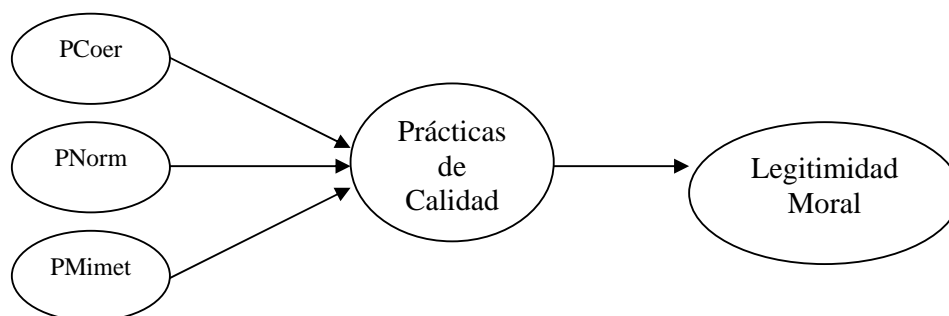 PCoer
PNorm
PMimet
Prácticas
de
Calidad
Legitimidad
Moral